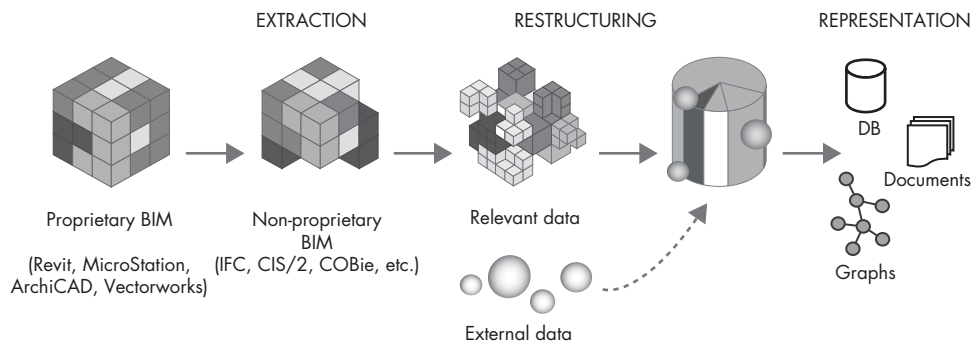 EXTRACTION
RESTRUCTURING
REPRESENTATION
DB
Documents
Proprietary BIM
(Revit, MicroStation,
ArchiCAD, Vectorworks)
Non-proprietary
BIM
(IFC, CIS/2, COBie, etc.)
Relevant data
External data
Graphs